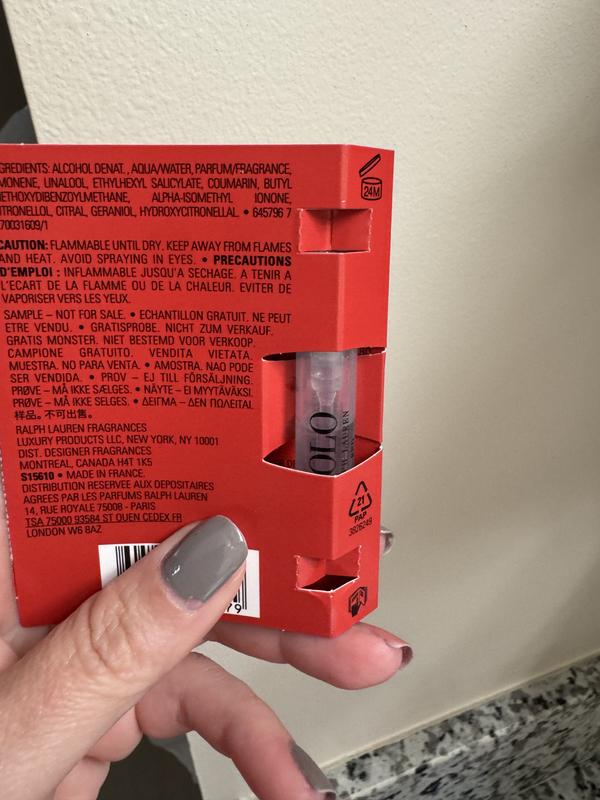 GREDIENTS: ALCOHOL DENAT., AQUA/WATER, PARFUM/FRAGRANCE,
MONENE, LINALOOL, ETHYLHEXYL SALICYLATE, COUMARIN, BUTYL
METHOXYDIBENZOYLMETHANE, ALPHA-ISOMETHYL IONONE,
ITRONELLOL, CITRAL, GERANIOL, HYDROXYCITRONELLAL. • 645796 7
70031609/1
CAUTION: FLAMMABLE UNTIL DRY. KEEP AWAY FROM FLAMES
AND HEAT. AVOID SPRAYING IN EYES. • PRECAUTIONS
D'EMPLOI : INFLAMMABLE JUSQU'A SECHAGE. A TENIR A
L'ECART DE LA FLAMME OU DE LA CHALEUR. EVITER DE
VAPORISER VERS LES YEUX.
SAMPLE – NOT FOR SALE. • ECHANTILLON GRATUIT. NE PEUT
ETRE VENDU. • GRATISPROBE. NICHT ZUM VERKAUF.
GRATIS MONSTER. NIET BESTEMD VOOR VERKOOP.
CAMPIONE GRATUITO. VENDITA VIETATA.
MUESTRA. NO PARA VENTA. • AMOSTRA. NAO PODE
SER VENDIDA. • PROV – EJ TILL FÖRSÄLJNING.
PRØVE – MÅ IKKE SÆLGES. • NÄYTE – EI MYYTÄVÄKSI.
PRØVE – MÅ IKKE SELGES. • ΔΕΙΓΜΑ – ΔΕΝ ΠΩΛΕΙΤΑΙ.
样品。不可出售。
RALPH LAUREN FRAGRANCES
LUXURY PRODUCTS LLC, NEW YORK, NY 10001
DIST. DESIGNER FRAGRANCES
MONTREAL, CANADA H4T 1K5
S15610 • MADE IN FRANCE.
DISTRIBUTION RESERVEE AUX DEPOSITAIRES
AGREES PAR LES PARFUMS RALPH LAUREN
14, RUE ROYALE 75008 - PARIS
TSA 75000 93584 ST OUEN CEDEX FR
LONDON W6 8AZ
79
24M
OLO
LAUREN
21
PAP
3926249